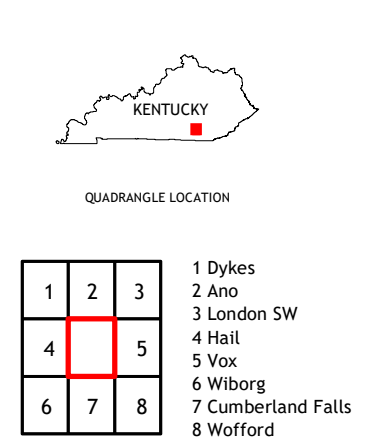 KENTUCKY
QUADRANGLE LOCATION
1 2 3
4 5
6 7 8
1 Dykes
2 Ano
3 London SW
4 Hail
5 Vox
6 Wiborg
7 Cumberland Falls
8 Wofford